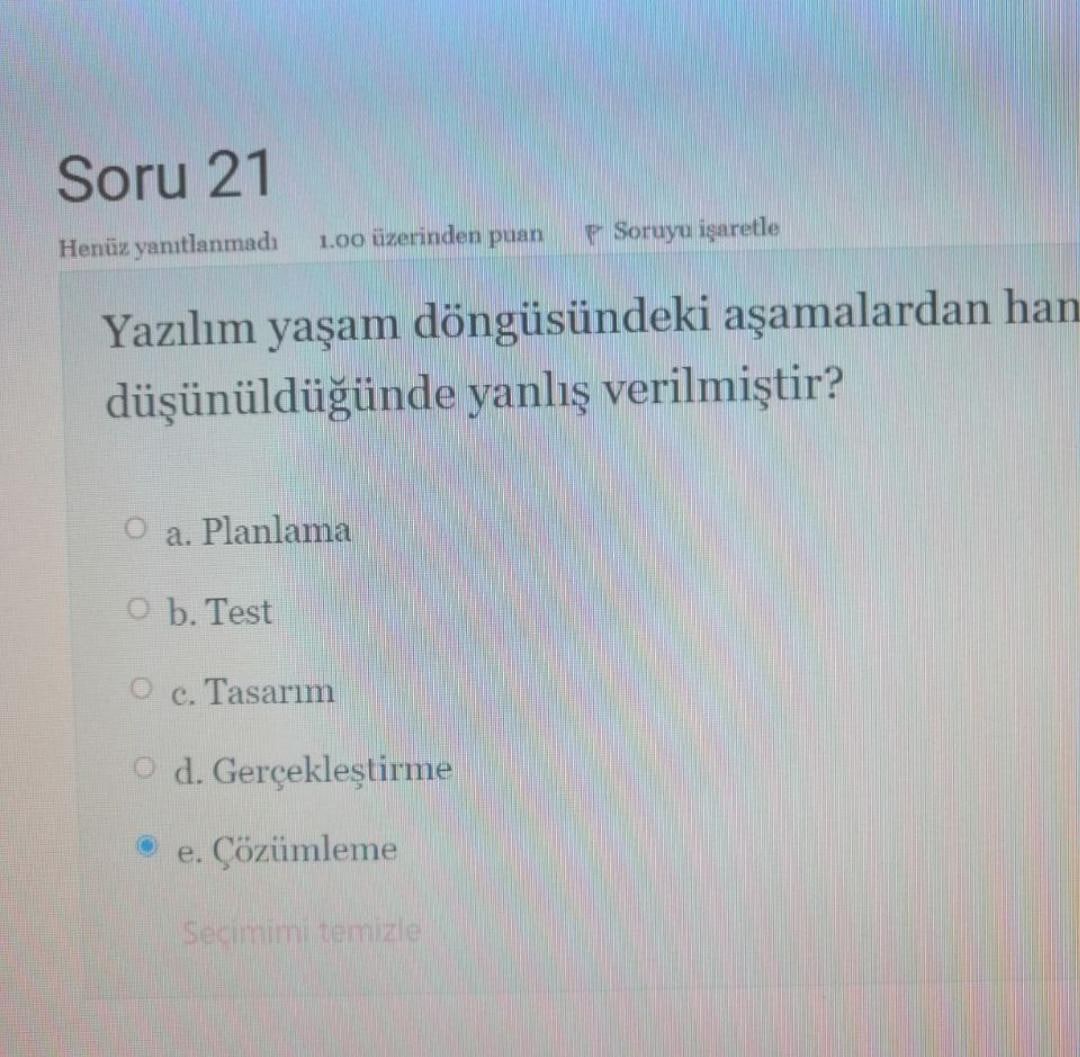 Soru 21
Henüz yanıtlanmadı 1.00 üzerinden puan Soruyu işaretle
Yazılım yaşam döngüsündeki aşamalardan han
düşünüldüğünde yanlış verilmiştir?
a. Planlama
b. Test
c. Tasarım
d. Gerçekleştirme
e. Çözümleme
Seçimimi temizle